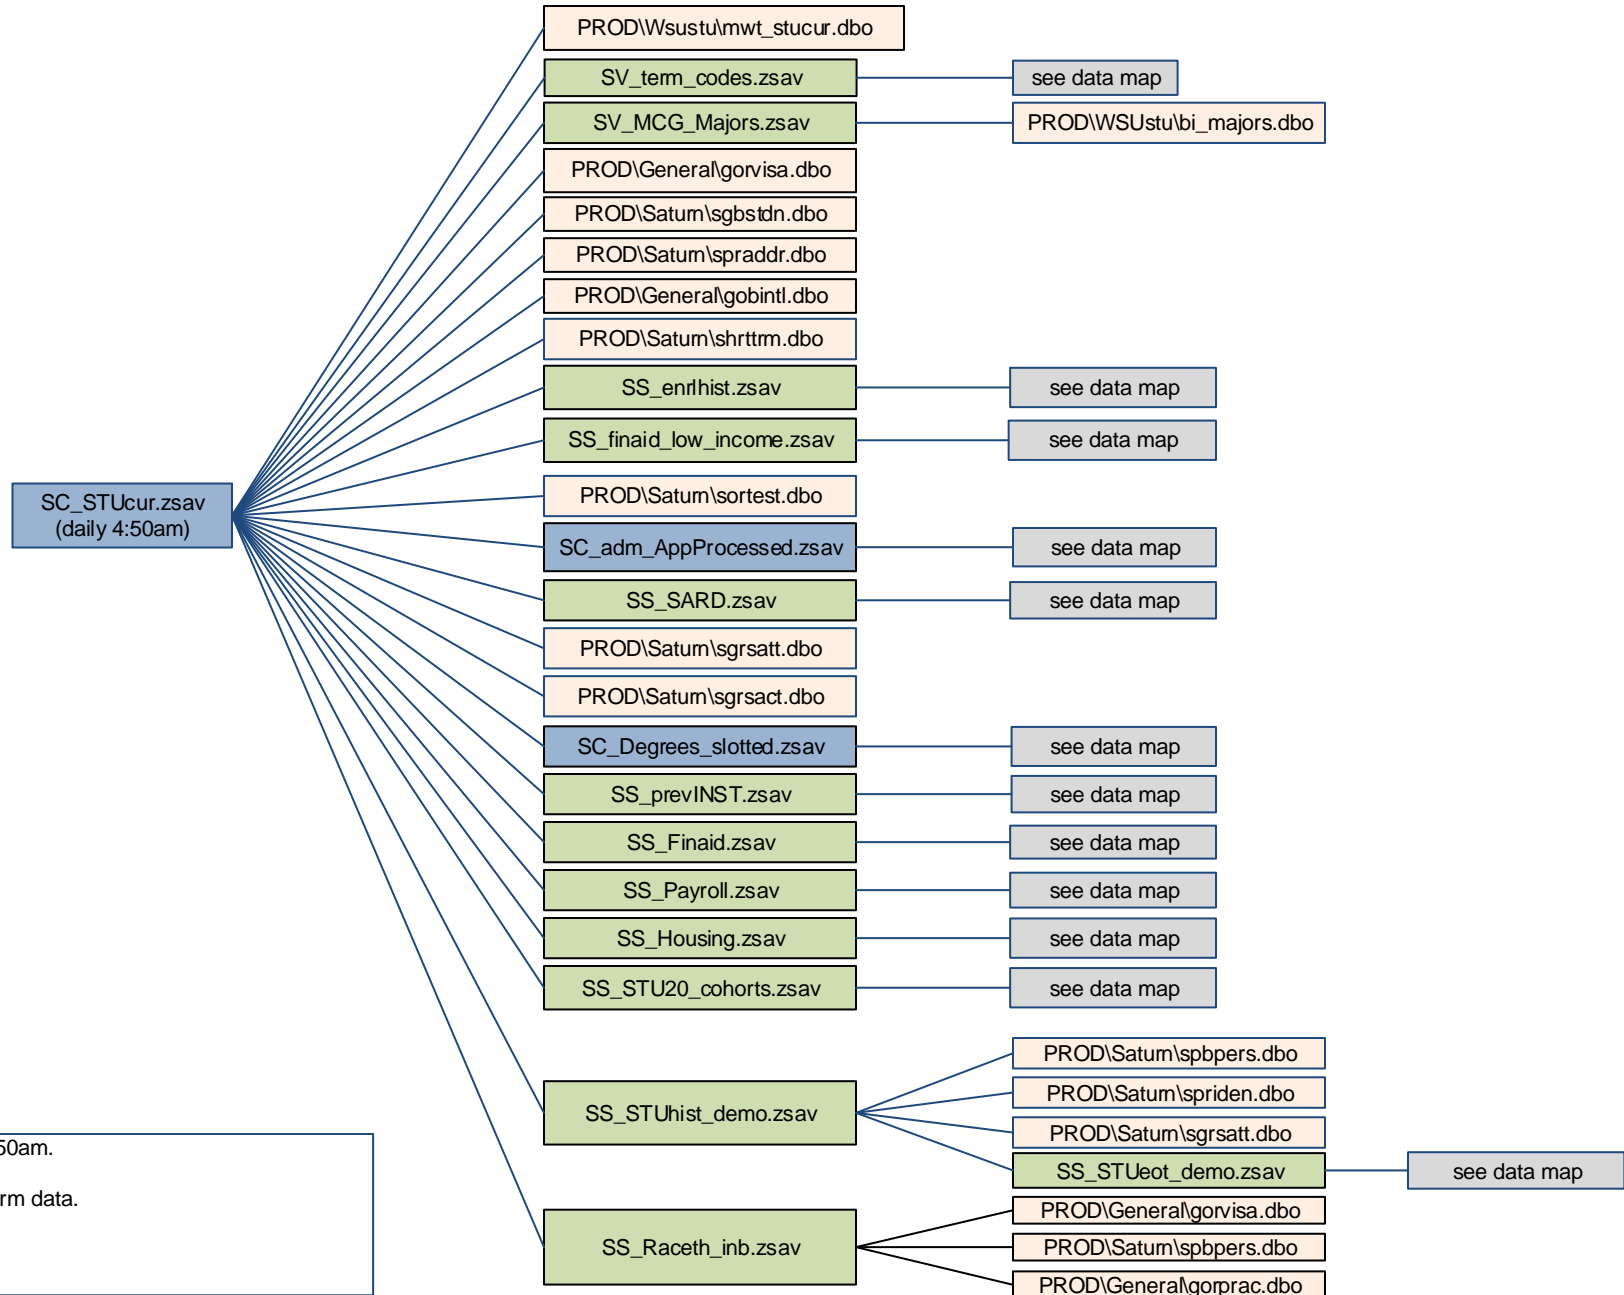 PROD\Wsustu\mwt_stucur.dbo
SV_term_codes.zsav
see data map
SV_MCG_Majors.zsav
PROD\WSUstu\bi_majors.dbo
PROD\General\gorvisa.dbo
PROD\Saturn\sgbstdn.dbo
PROD\Saturn\spraddr.dbo
PROD\General\gobintl.dbo
PROD\Saturn\shrttrm.dbo
SS_enrlhist.zsav
see data map
SS_finaid_low_income.zsav
see data map
SC_STUcur.zsav
(daily 4:50am)
PROD\Saturn\sortest.dbo
SC_adm_AppProcessed.zsav
see data map
SS_SARD.zsav
see data map
PROD\Saturn\sgrsatt.dbo
PROD\Saturn\sgrsact.dbo
SC_Degrees_slotted.zsav
see data map
SS_prevINST.zsav
see data map
SS_Finaid.zsav
see data map
SS_Payroll.zsav
see data map
SS_Housing.zsav
see data map
SS_STU20_cohorts.zsav
see data map
SS_STUhist_demo.zsav
PROD\Saturn\spbpers.dbo
PROD\Saturn\spriden.dbo
PROD\Saturn\sgrsatt.dbo
SS_STUeot_demo.zsav
see data map
SS_Raceth_inb.zsav
PROD\General\gorvisa.dbo
PROD\Saturn\spbpers.dbo
PROD\General\gorprac.dbo
50am.
rm data.